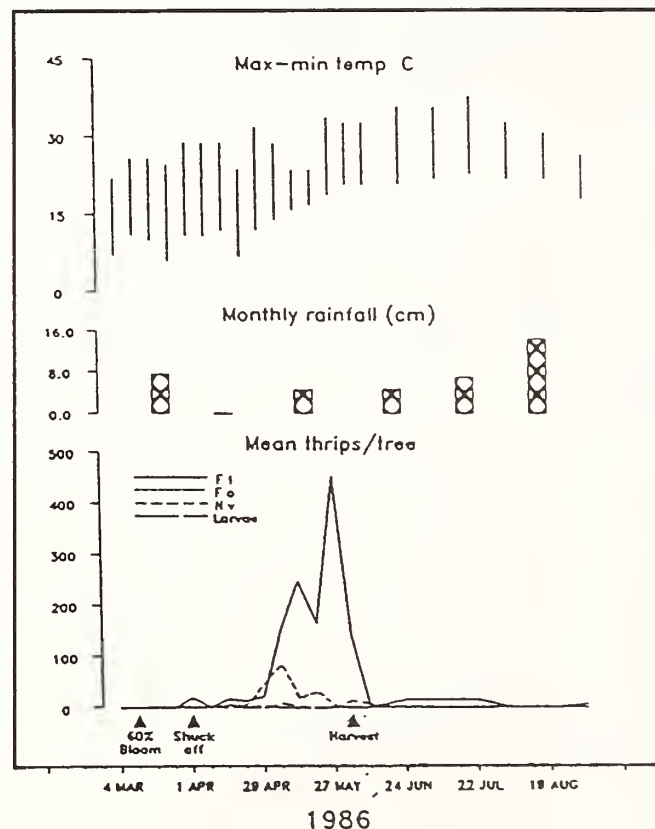 Max-min temp C
45
30
15
0
Monthly rainfall (cm)
16.0
8.0
0.0
Mean thrips/tree
500
400
300
200
100
0
F t
F o
N v
Larvae
60% Bloom
Shuck off
Harvest
4 MAR 1 APR 29 APR 27 MAY 24 JUN 22 JUL 19 AUG
1986